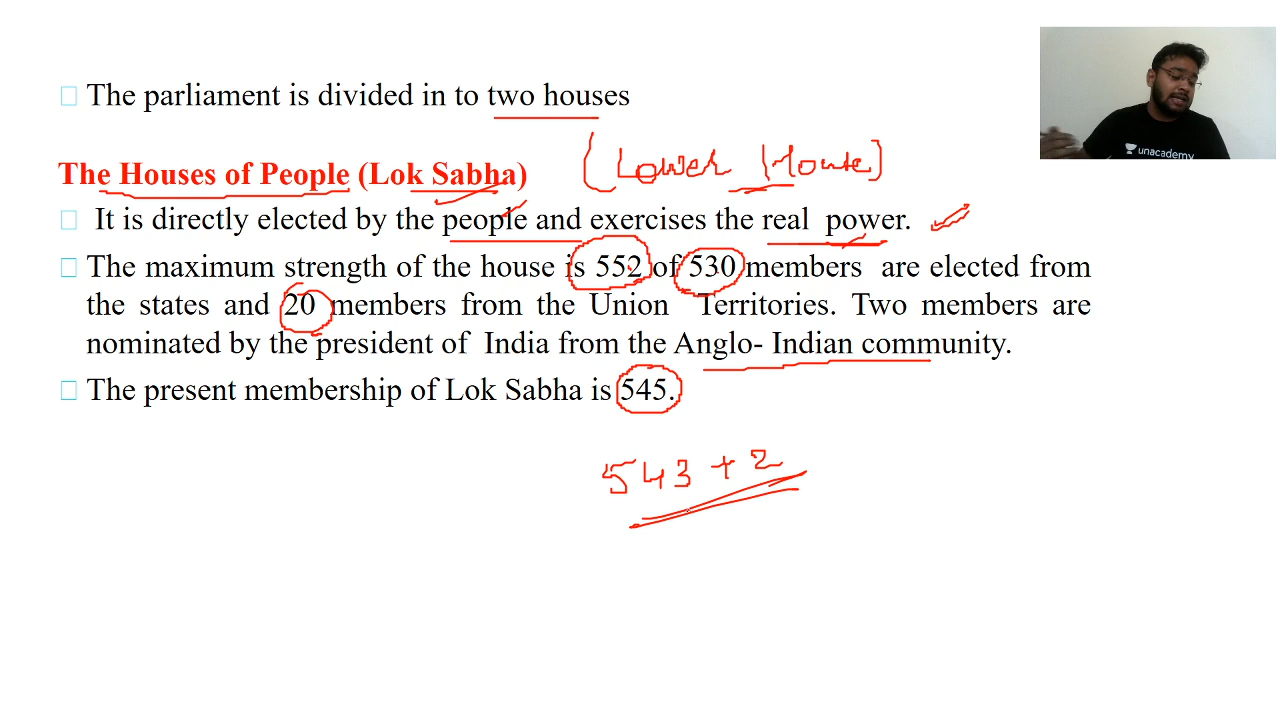 The parliament is divided in to two houses
The Houses of People (Lok Sabha) (Lower House)
It is directly elected by the people and exercises the real power.
The maximum strength of the house is 552 of 530 members are elected from
the states and 20 members from the Union Territories. Two members are
nominated by the president of India from the Anglo- Indian community.
The present membership of Lok Sabha is 545.
543 + 2
unacademy